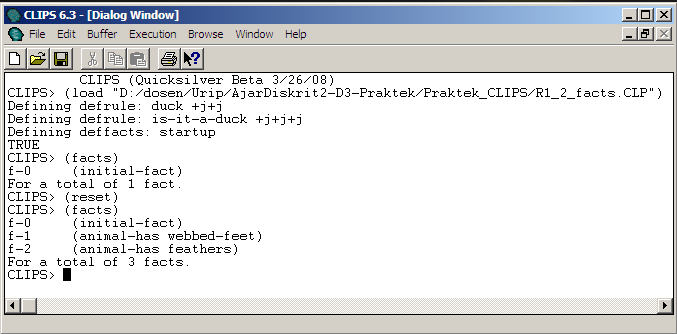 CLIPS 6.3 - [Dialog Window]
File Edit Buffer Execution Browse Window Help
CLIPS (Quicksilver Beta 3/26/08)
CLIPS> (load "D:/dosen/Urip/AjarDiskrit2-D3-Praktek/Praktek_CLIPS/R1_2_facts.CLP")
Defining defrule: duck +j+j
Defining defrule: is-it-a-duck +j+j+j
Defining deffacts: startup
TRUE
CLIPS> (facts)
f-0 (initial-fact)
For a total of 1 fact.
CLIPS> (reset)
CLIPS> (facts)
f-0 (initial-fact)
f-1 (animal-has webbed-feet)
f-2 (animal-has feathers)
For a total of 3 facts.
CLIPS>